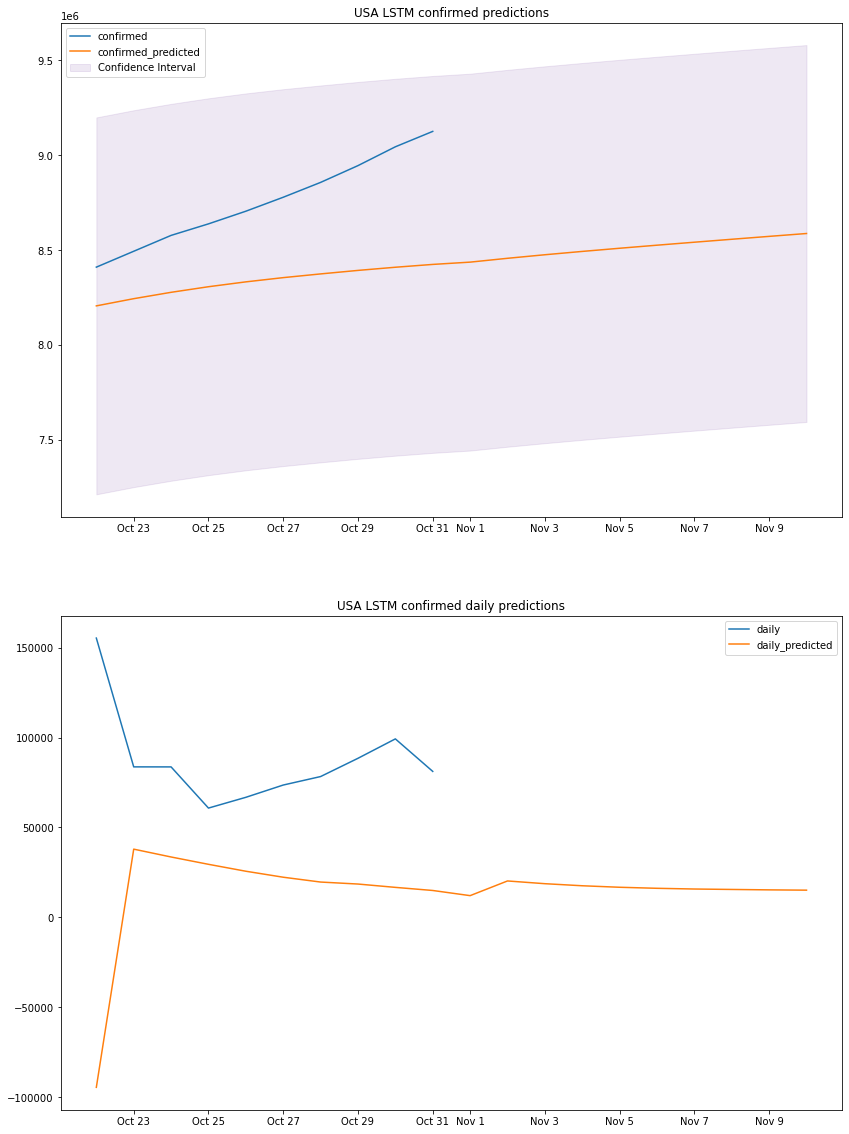 USA LSTM confirmed predictions
1e6
confirmed
confirmed_predicted
Confidence Interval
9.5
9.0
8.5
8.0
7.5
Oct 23 Oct 25 Oct 27 Oct 29 Oct 31 Nov 1 Nov 3 Nov 5 Nov 7 Nov 9
USA LSTM confirmed daily predictions
daily
daily_predicted
150000
100000
50000
0
−50000
−100000
Oct 23 Oct 25 Oct 27 Oct 29 Oct 31 Nov 1 Nov 3 Nov 5 Nov 7 Nov 9